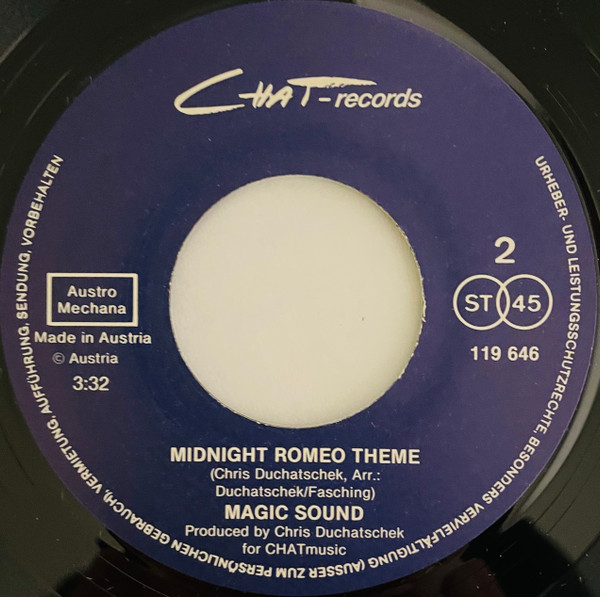 CHAT-records
2
ST 45
119 646
Austro
Mechana
Made in Austria
© Austria
3:32
MIDNIGHT ROMEO THEME
(Chris Duchatschek, Arr.:
Duchatschek/Fasching)
MAGIC SOUND
Produced by Chris Duchatschek
for CHATmusic
URHEBER- UND LEISTUNGSSCHUTZRECHTE, BESONDERS VERVIELFÄLTIGUNG (AUSSER ZUM PERSÖNLICHEN GEBRAUCH), VERMIETUNG, AUFFÜHRUNG, SENDUNG, VORBEHALTEN